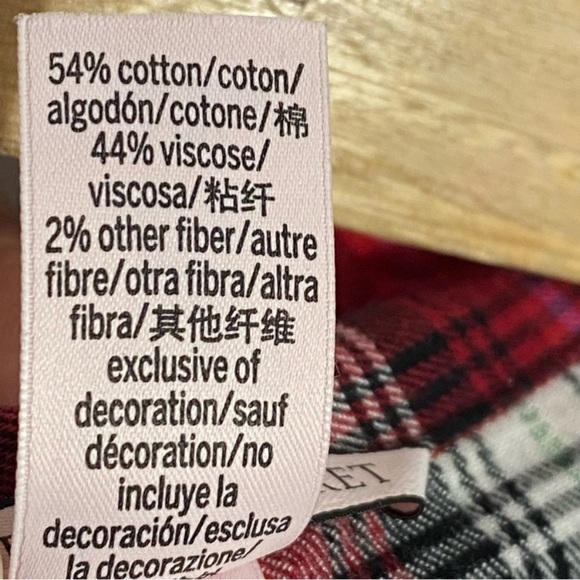 54% cotton/coton/
algodón/cotone/棉
44% viscose/
viscosa/粘纤
2% other fiber/autre
fibre/otra fibra/altra
fibra/其他纤维
exclusive of
decoration/sauf
décoration/no
incluye la
decoración/esclusa
la decorazione/